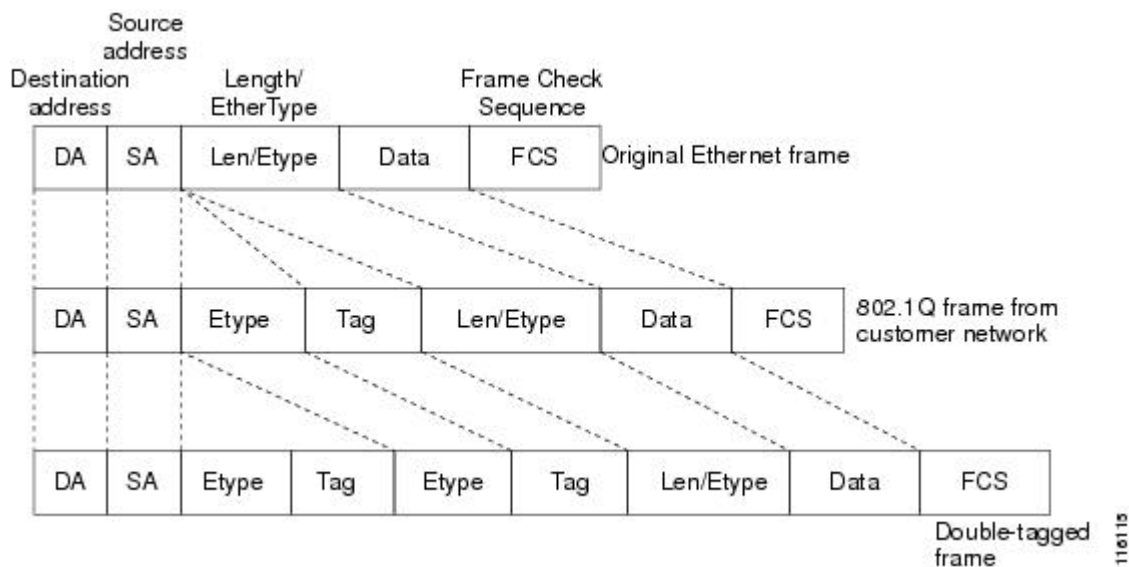 Source
address
Destination
address
Length/
EtherType
Frame Check
Sequence
DA SA Len/Etype Data FCS Original Ethernet frame
DA SA Etype Tag Len/Etype Data FCS
802.1Q frame from
customer network
DA SA Etype Tag Etype Tag Len/Etype Data FCS
Double-tagged
frame
116115